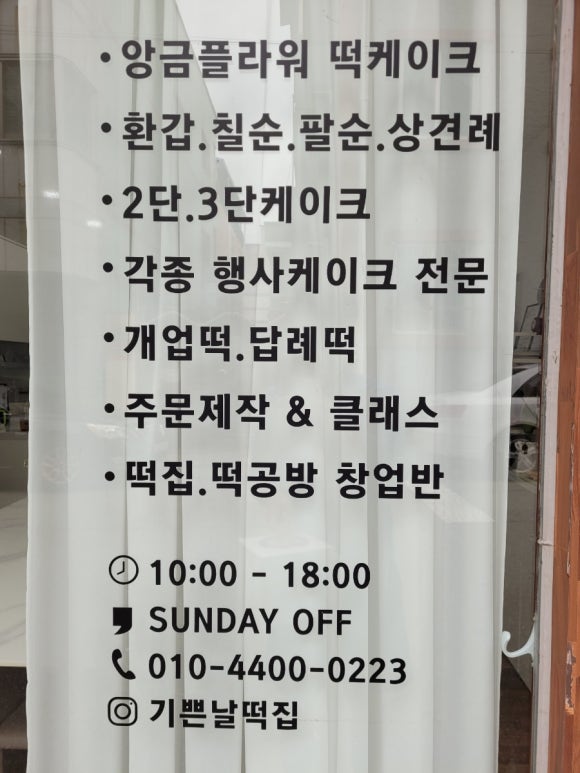 • 앙금플라워 떡케이크
• 환갑.칠순.팔순.상견례
• 2단.3단케이크
• 각종 행사케이크 전문
• 개업떡.답례떡
• 주문제작 & 클래스
• 떡집.떡공방 창업반
10:00 - 18:00
SUNDAY OFF
010-4400-0223
기쁜날떡집